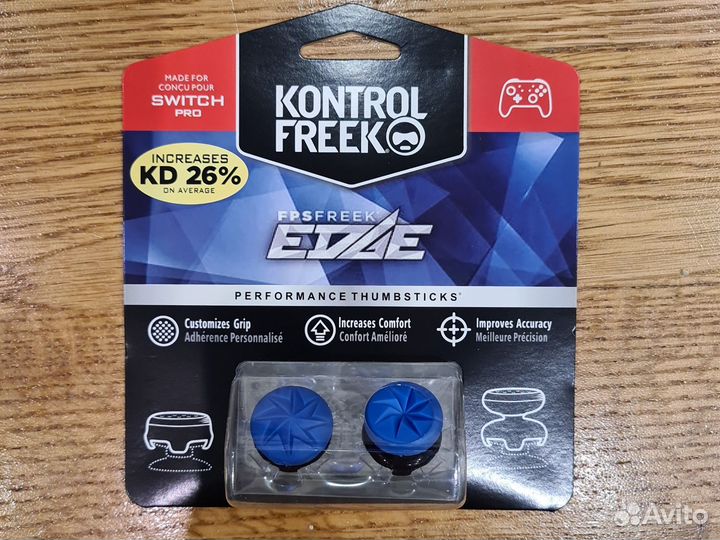 MADE FOR
CONÇU POUR
SWITCH
PRO
KONTROL
FREEK
INCREASES
KD 26%
ON AVERAGE
FPSFREEK
EDGE
PERFORMANCE THUMBSTICKS
Customizes Grip
Adhérence Personnalisé
Increases Comfort
Confort Amélioré
Improves Accuracy
Meilleure Précision
Avito